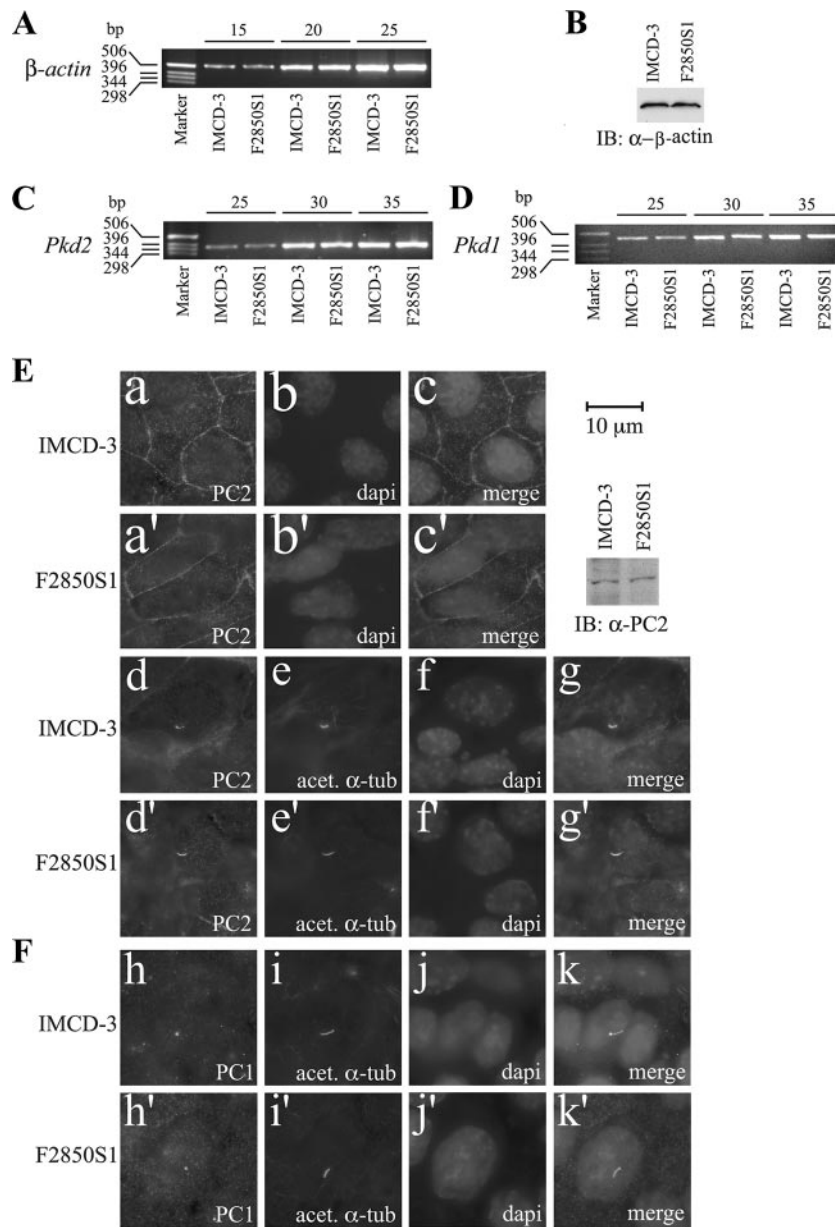 A
bp
15 20 25
506
396
344
298
β-actin
Marker
IMCD-3
F2850S1
IMCD-3
F2850S1
IMCD-3
F2850S1
B
IMCD-3
F2850S1
IB: α-β-actin
C
bp
25 30 35
506
396
344
298
Pkd2
Marker
IMCD-3
F2850S1
IMCD-3
F2850S1
IMCD-3
F2850S1
D
bp
25 30 35
506
396
344
298
Pkd1
Marker
IMCD-3
F2850S1
IMCD-3
F2850S1
IMCD-3
F2850S1
E
IMCD-3
a b c
PC2 dapi merge
10 μm
F2850S1
a' b' c'
PC2 dapi merge
IMCD-3
F2850S1
IB: α-PC2
IMCD-3
d e f g
PC2 acet. α-tub dapi merge
F2850S1
d' e' f' g'
PC2 acet. α-tub dapi merge
F
IMCD-3
h i j k
PC1 acet. α-tub dapi merge
F2850S1
h' i' j' k'
PC1 acet. α-tub dapi merge